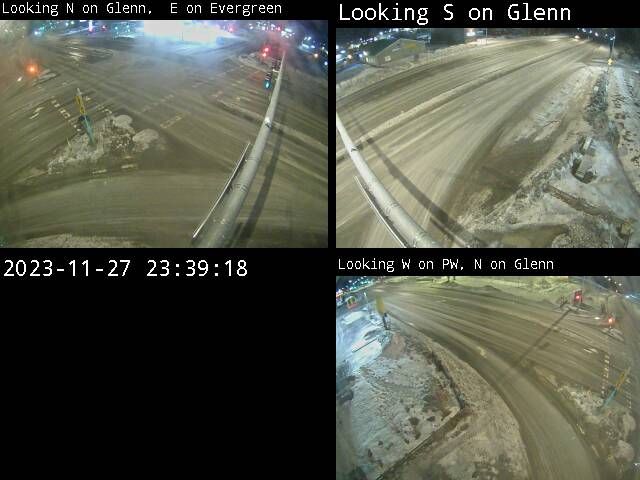 Looking N on Glenn,  E on Evergreen
Looking S on Glenn
2023-11-27 23:39:18
Looking W on PW, N on Glenn